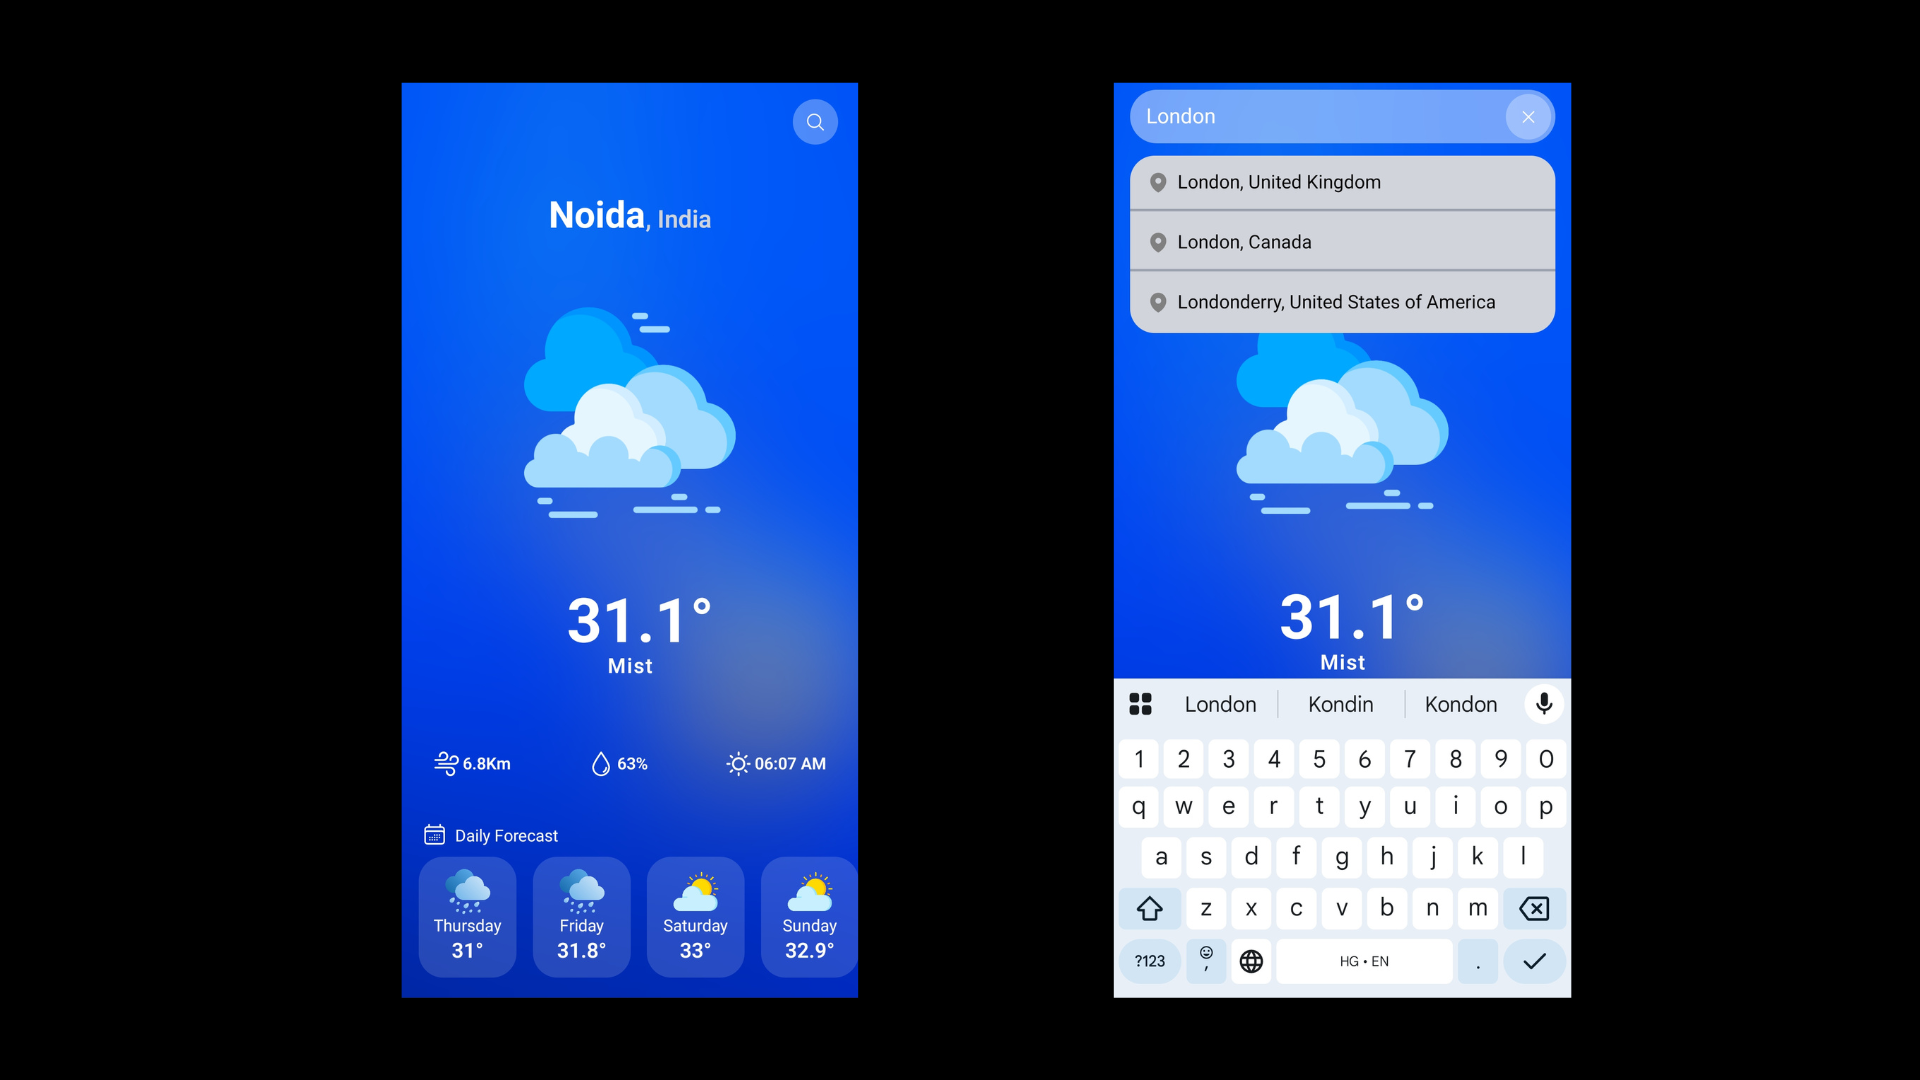 Noida, India
31.1°
Mist
6.8Km 63% 06:07 AM
Daily Forecast
Thursday Friday Saturday Sunday
31° 31.8° 33° 32.9°
London
London, United Kingdom
London, Canada
Londonderry, United States of America
31.1°
Mist
London Kondin Kondon
1 2 3 4 5 6 7 8 9 0
q w e r t y u i o p
a s d f g h j k l
z x c v b n m
?123 , HG • EN .